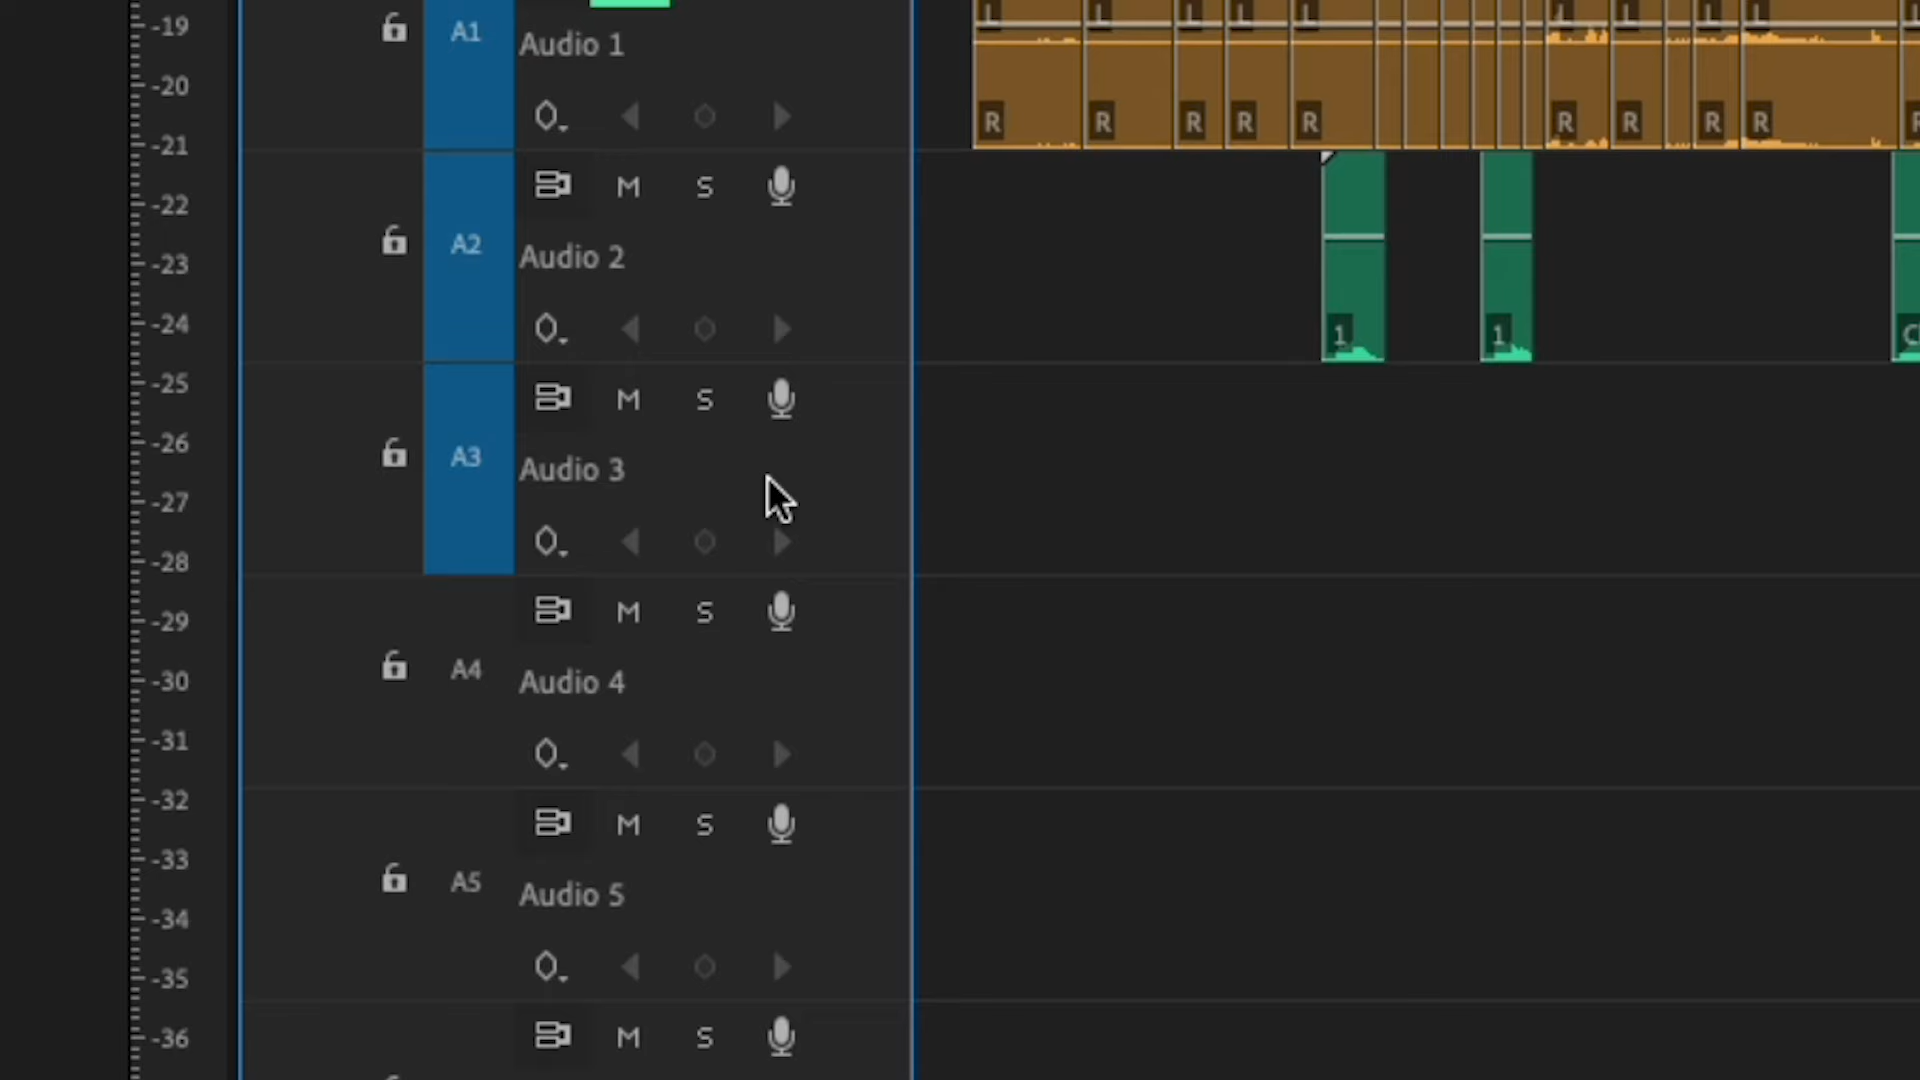 -19
A1
Audio 1
L L L L L L L L L L
-20
R R R R R R R R R R
-21
M S
-22
A2
-23
Audio 2
-24
1 1 C
-25
M S
-26
A3
Audio 3
-27
-28
M S
-29
A4
-30
Audio 4
-31
-32
M S
-33
A5
Audio 5
-34
-35
-36
M S